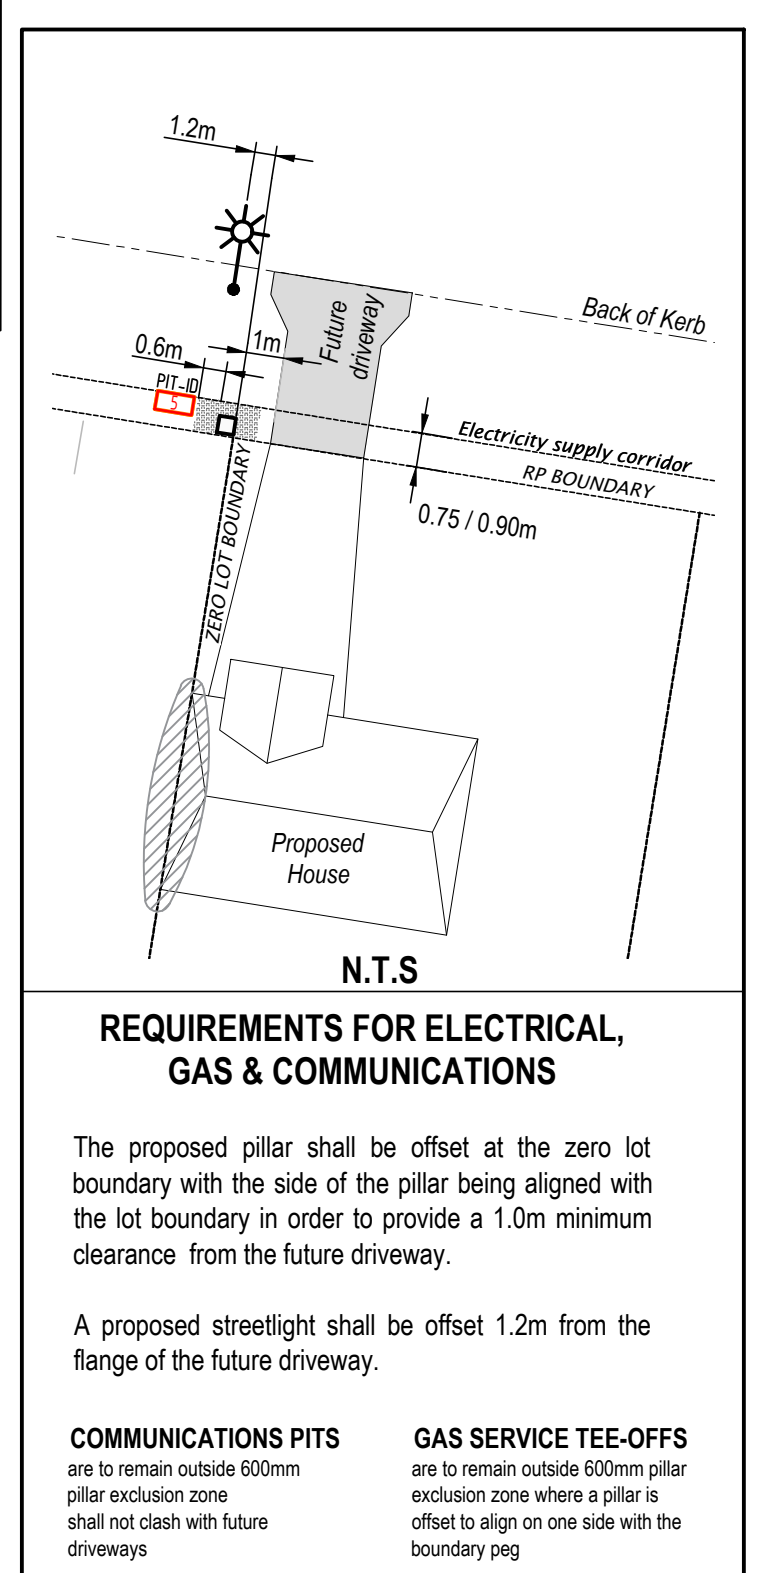 1.2m
Back of Kerb
Future
driveway
1m
0.6m
PIT-ID
5
Electricity supply corridor
RP BOUNDARY
0.75 / 0.90m
ZERO LOT BOUNDARY
Proposed
House
N.T.S
REQUIREMENTS FOR ELECTRICAL,
GAS & COMMUNICATIONS
The proposed pillar shall be offset at the zero lot
boundary with the side of the pillar being aligned with
the lot boundary in order to provide a 1.0m minimum
clearance from the future driveway.
A proposed streetlight shall be offset 1.2m from the
flange of the future driveway.
COMMUNICATIONS PITS
are to remain outside 600mm
pillar exclusion zone
shall not clash with future
driveways
GAS SERVICE TEE-OFFS
are to remain outside 600mm pillar
exclusion zone where a pillar is
offset to align on one side with the
boundary peg